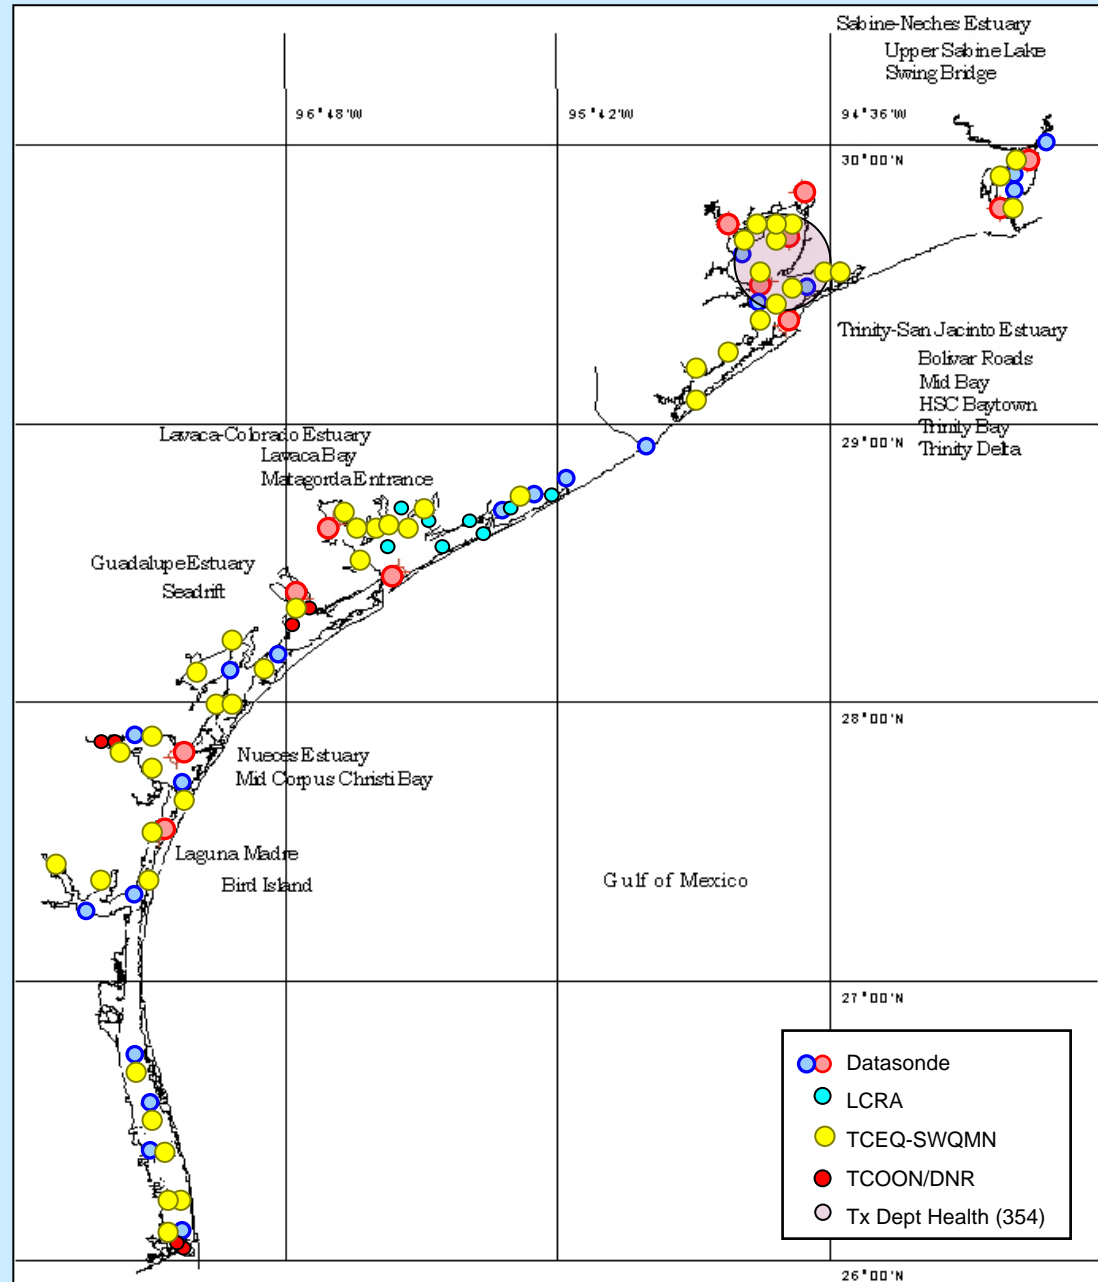 Sabine-Neches Estuary
Upper Sabine Lake
Swing Bridge
96°48'W
95°42'W
94°36'W
30°00'N
Trinity-San Jacinto Estuary
Bolivar Roads
Mid Bay
HSC Baytown
Trinity Bay
Trinity Delta
29°00'N
Lavaca-Colorado Estuary
Lavaca Bay
Matagorda Entrance
Guadalupe Estuary
Seadrift
28°00'N
Nueces Estuary
Mid Corpus Christi Bay
Laguna Madre
Bird Island
Gulf of Mexico
27°00'N
Datasonde
LCRA
TCEQ-SWQMN
TCOON/DNR
Tx Dept Health (354)
26°00'N